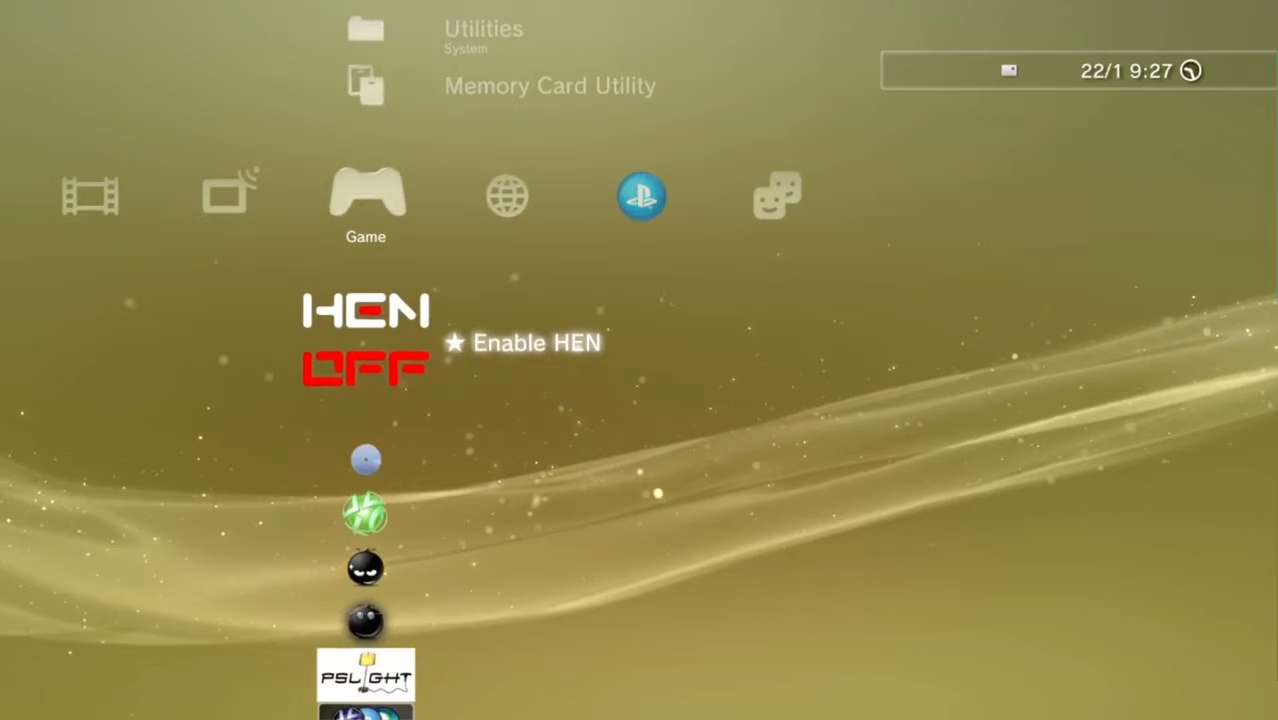 Utilities
System
Memory Card Utility
22/1 9:27
Game
HEN
OFF
★ Enable HEN
PSLIGHT